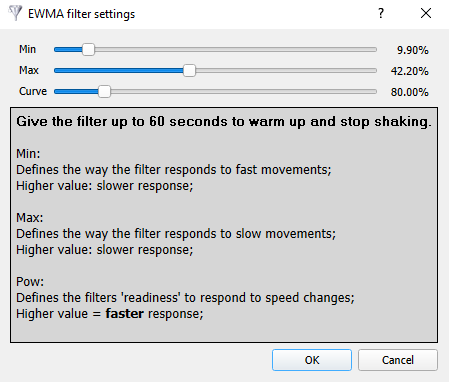 EWMA filter settings
Min 9.90%
Max 42.20%
Curve 80.00%
Give the filter up to 60 seconds to warm up and stop shaking.
Min:
Defines the way the filter responds to fast movements;
Higher value: slower response;
Max:
Defines the way the filter responds to slow movements;
Higher value: slower response;
Pow:
Defines the filters 'readiness' to respond to speed changes;
Higher value = faster response;
OK Cancel